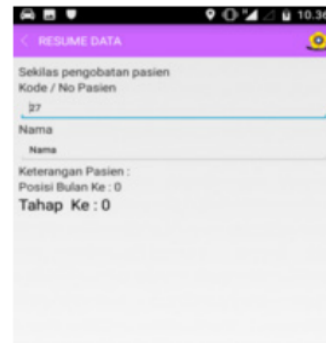 10.36
RESUME DATA
Sekilas pengobatan pasien
Kode / No Pasien
27
Nama
Nama
Keterangan Pasien :
Posisi Bulan Ke : 0
Tahap Ke : 0